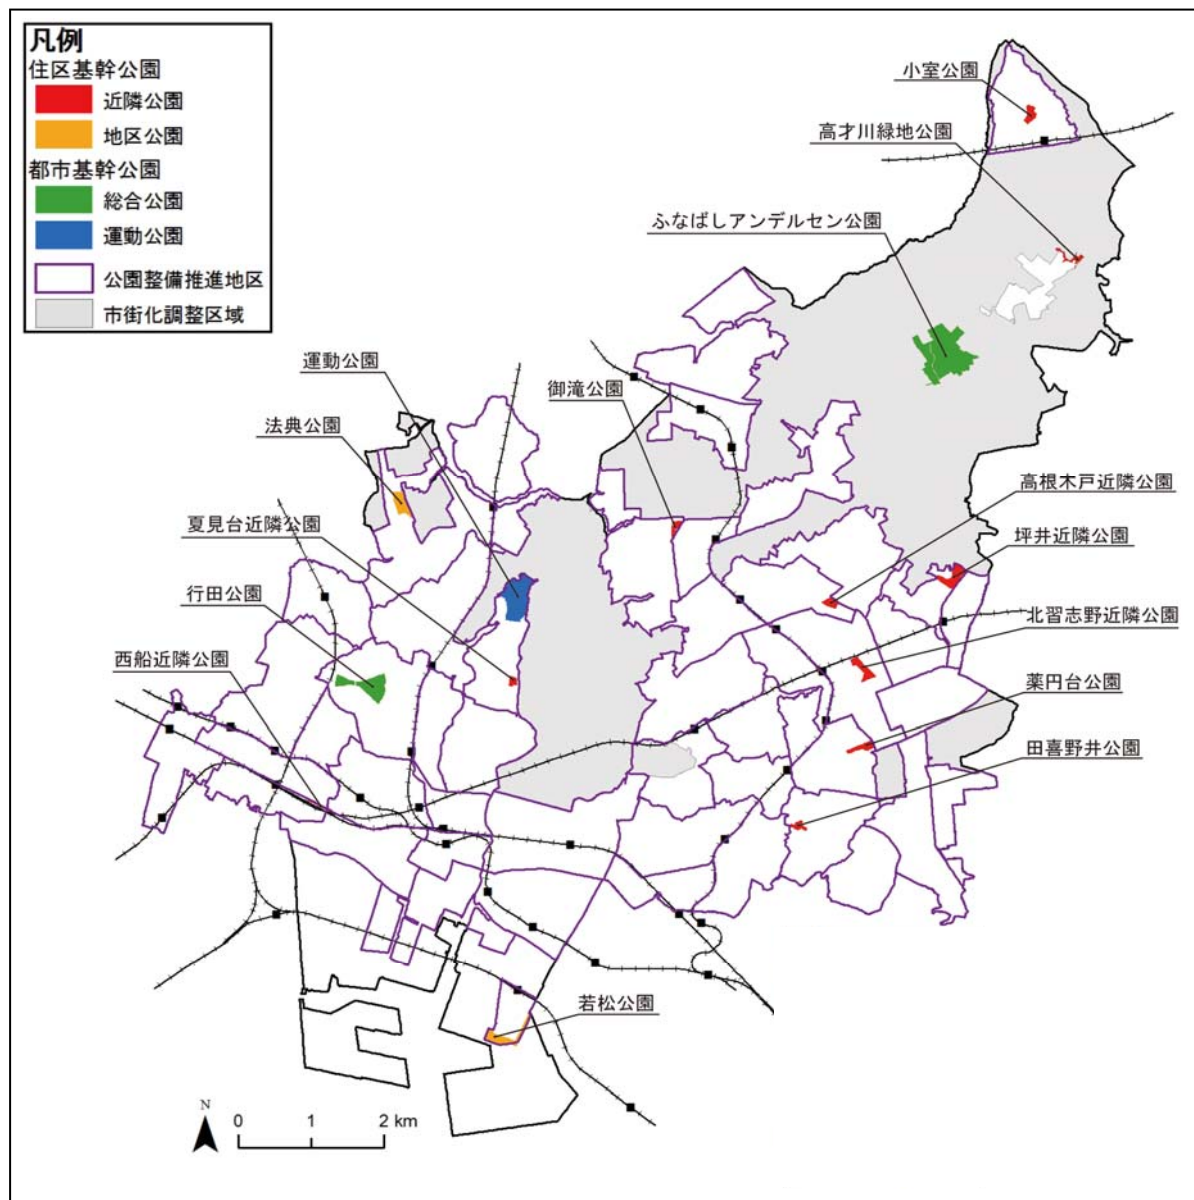 凡例
住区基幹公園
近隣公園
地区公園
都市基幹公園
総合公園
運動公園
公園整備推進地区
市街化調整区域
小室公園
高才川緑地公園
ふなばしアンデルセン公園
運動公園
御滝公園
法典公園
高根木戸近隣公園
夏見台近隣公園
坪井近隣公園
行田公園
北習志野近隣公園
西船近隣公園
薬円台公園
田喜野井公園
若松公園
N
0 1 2 km